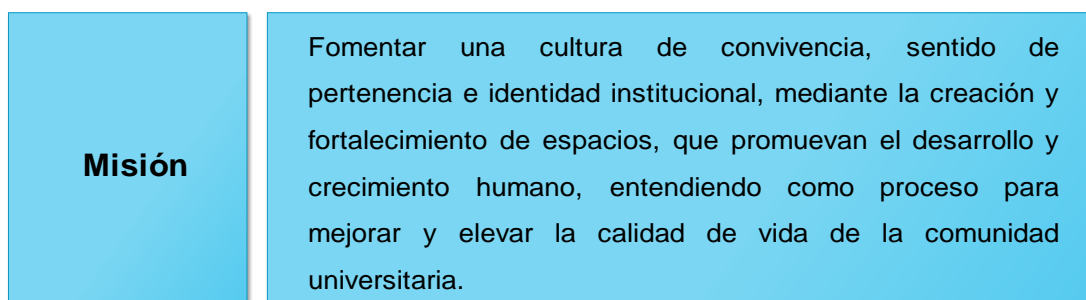 Misión
Fomentar una cultura de convivencia, sentido de
pertenencia e identidad institucional, mediante la creación y
fortalecimiento de espacios, que promuevan el desarrollo y
crecimiento humano, entendiendo como proceso para
mejorar y elevar la calidad de vida de la comunidad
universitaria.